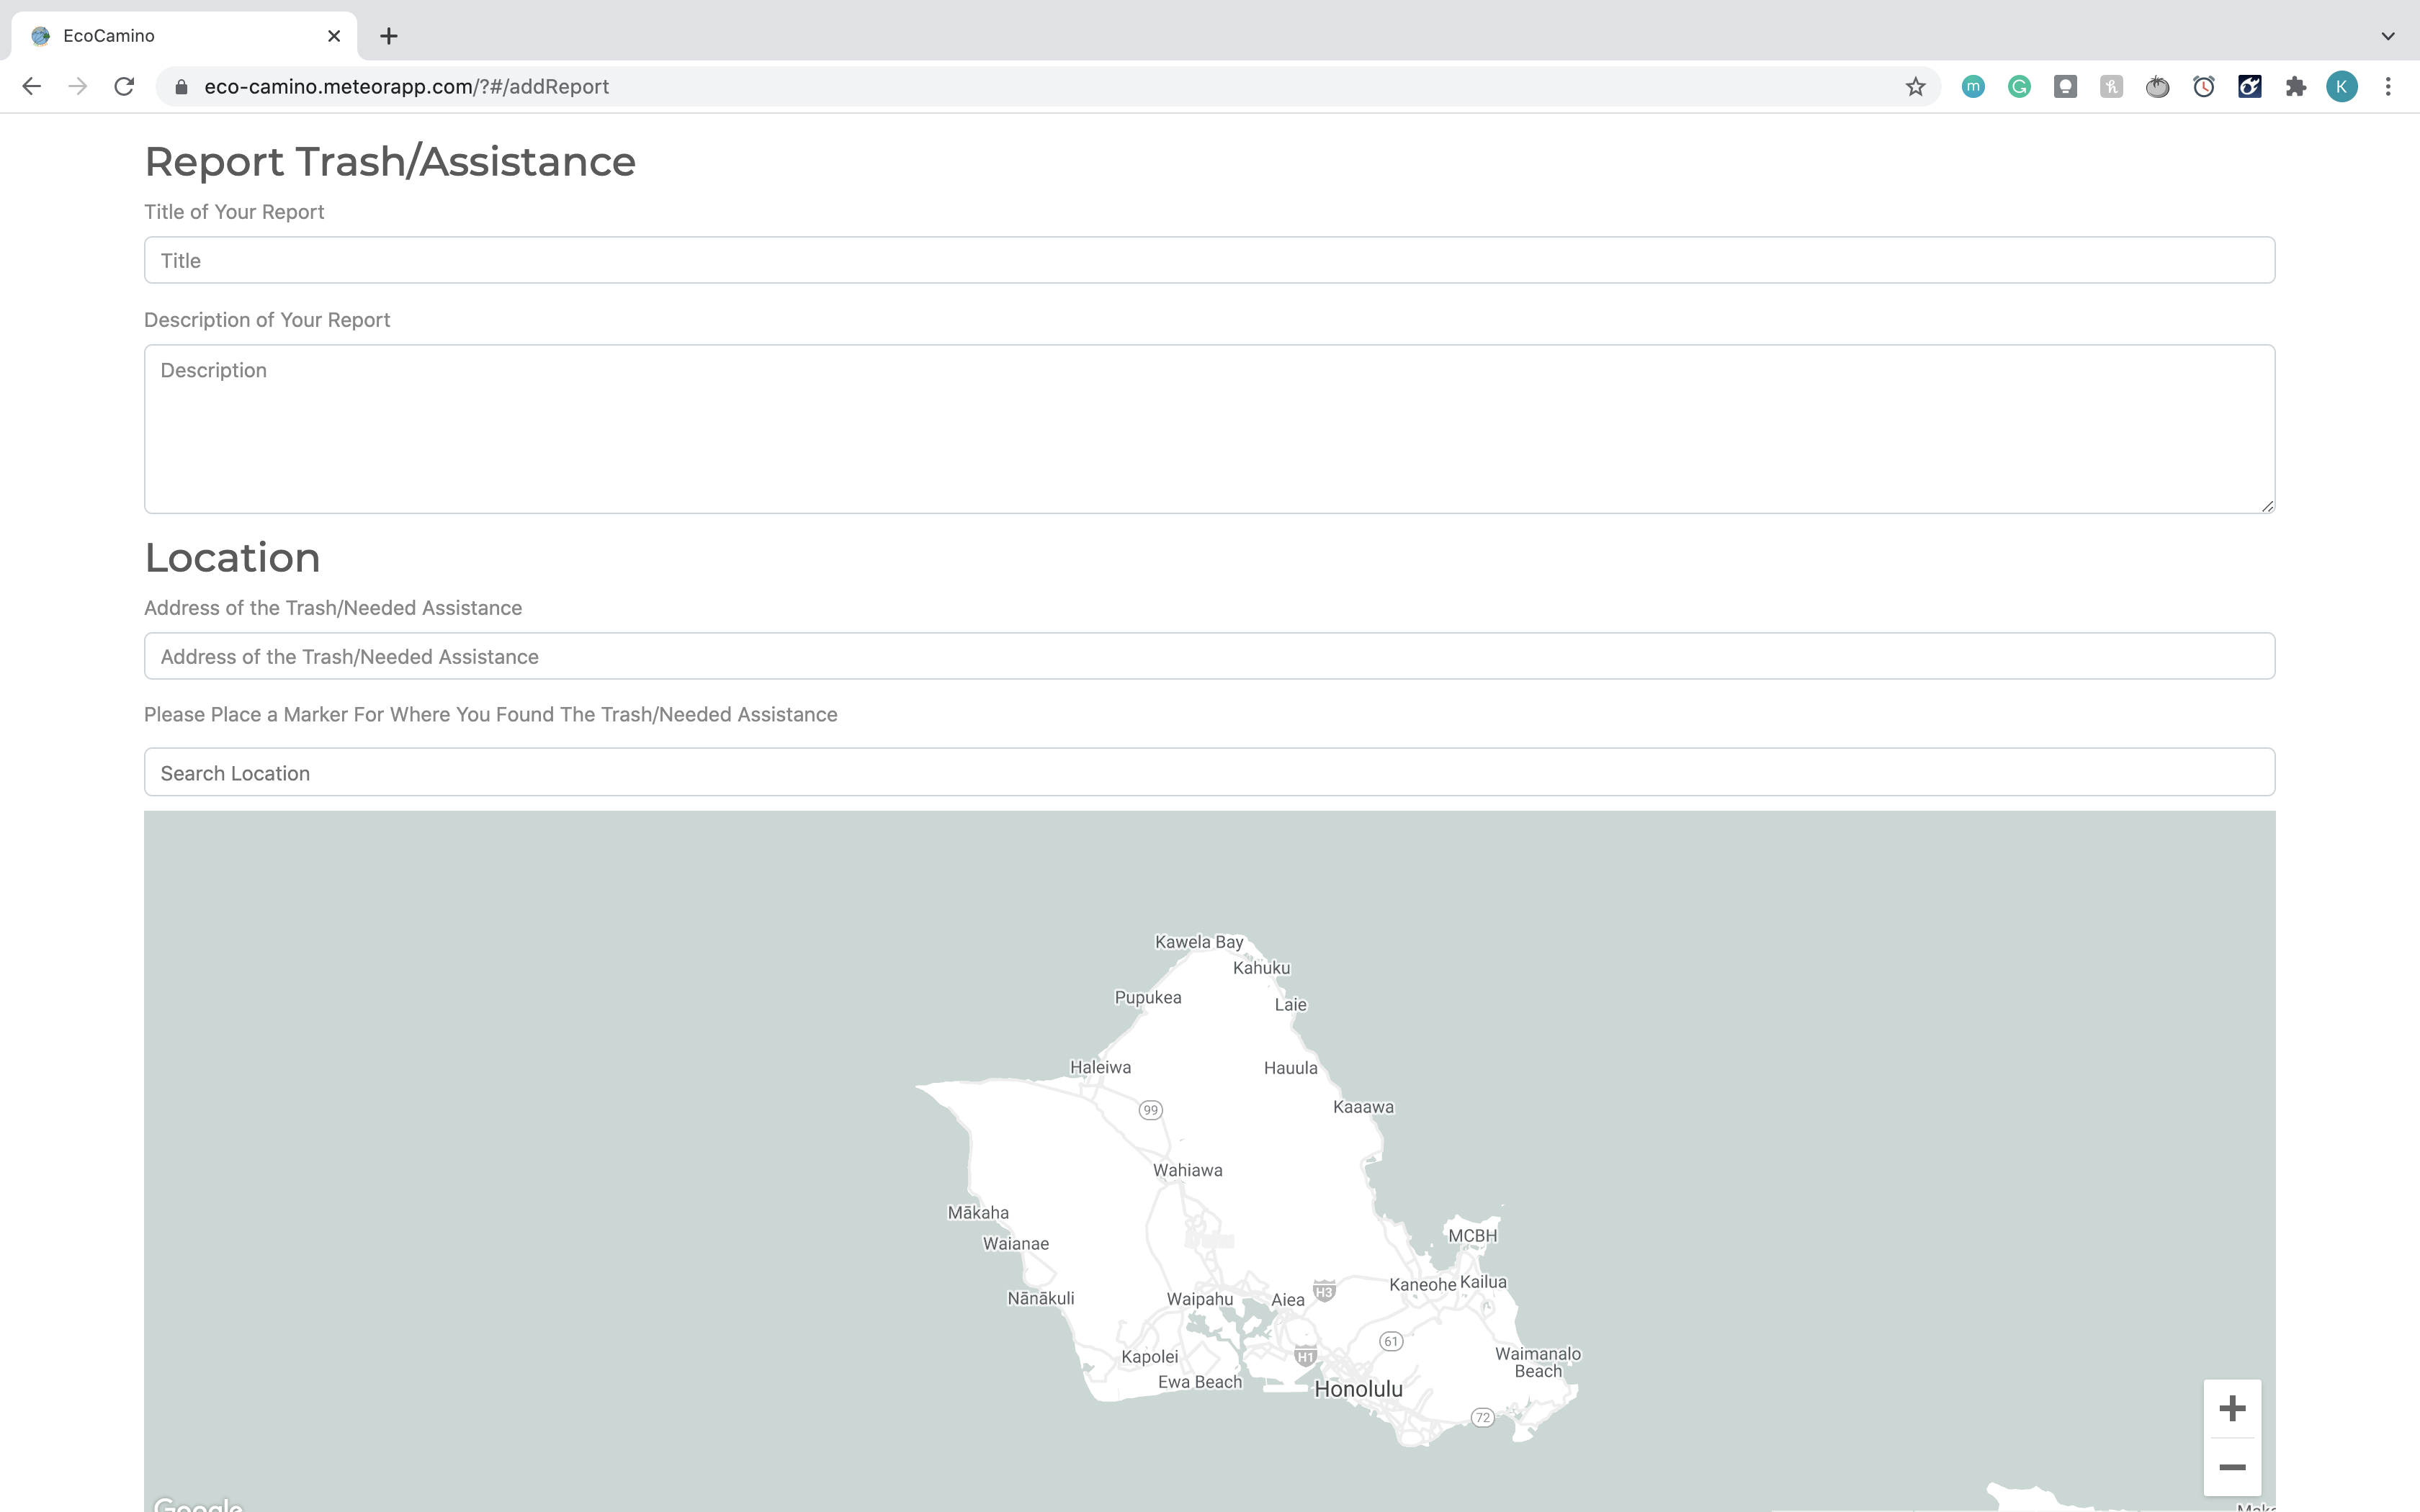 EcoCamino
eco-camino.meteorapp.com/?#/addReport
K
Report Trash/Assistance
Title of Your Report
Title
Description of Your Report
Description
Location
Address of the Trash/Needed Assistance
Address of the Trash/Needed Assistance
Please Place a Marker For Where You Found The Trash/Needed Assistance
Search Location
Kawela Bay
Kahuku
Pupukea
Laie
Haleiwa
Hauula
Kaaawa
99
Wahiawa
Mākaha
MCBH
Waianae
Kaneohe Kailua
H3
Nānākuli
Waipahu
Aiea
61
Waimanalo
Beach
Kapolei
H1
Ewa Beach
Honolulu
72
Google